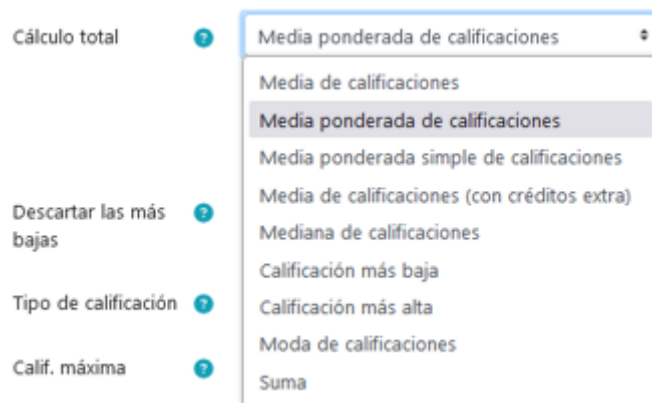 Cálculo total
Media ponderada de calificaciones
Media de calificaciones
Media ponderada de calificaciones
Media ponderada simple de calificaciones
Media de calificaciones (con créditos extra)
Mediana de calificaciones
Calificación más baja
Calificación más alta
Moda de calificaciones
Suma
Descartar las más
bajas
Tipo de calificación
Calif. máxima